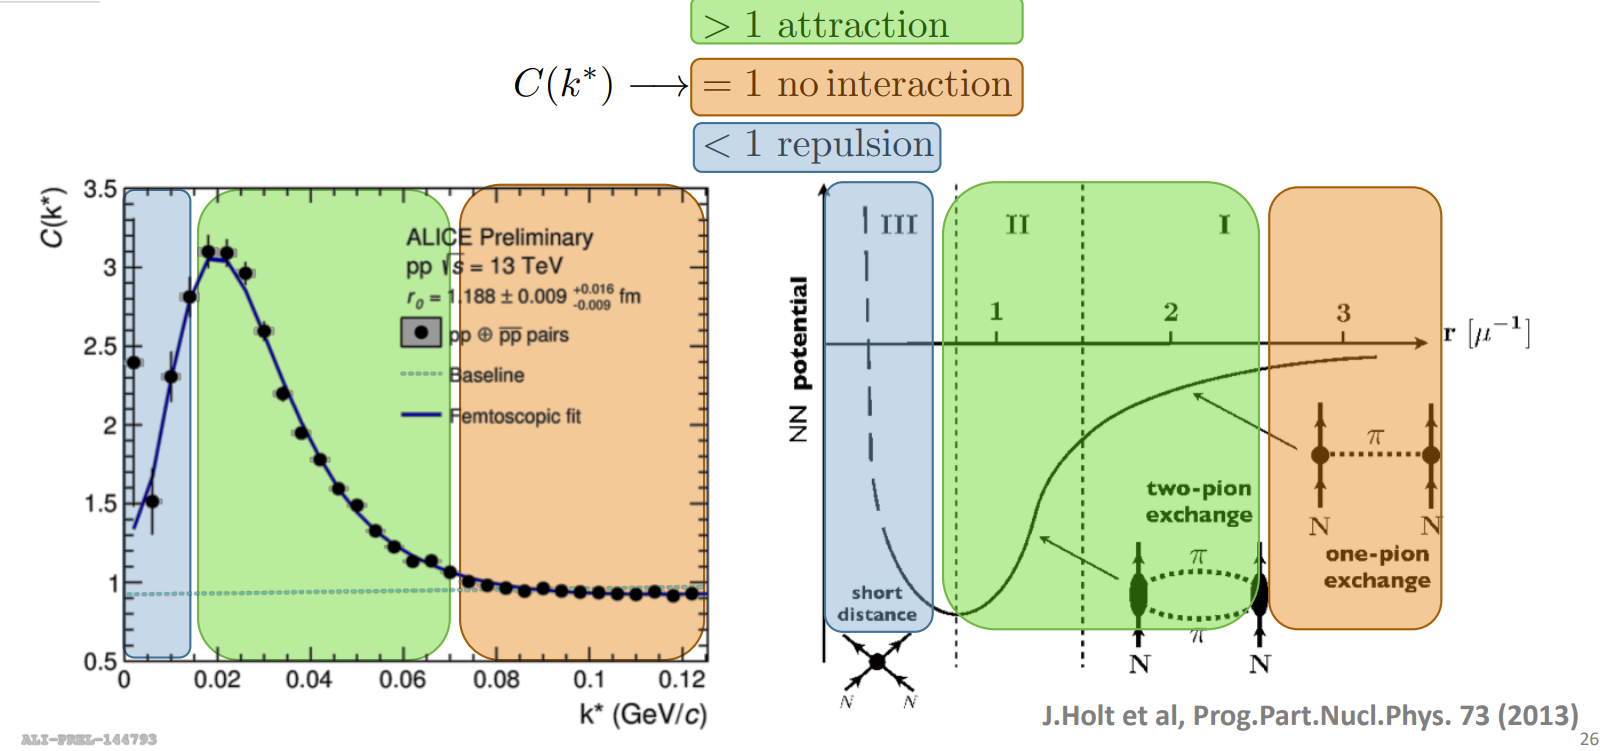 > 1 attraction
C(k*) ⟶ = 1 no interaction
< 1 repulsion
C(k*)
3.5
3
2.5
2
1.5
1
0.5
0
0.02
0.04
0.06
0.08
0.1
0.12
k* (GeV/c)
ALICE Preliminary
pp √s = 13 TeV
r₀ = 1.188 ± 0.009 +0.016 -0.009 fm
pp ⊕ p̅p̅ pairs
Baseline
Femtoscopic fit
ALI-PREL-144793
NN potential
III
II
I
1
2
3
r [μ⁻¹]
π
N
N
one-pion
exchange
two-pion
exchange
π
π
N
N
short
distance
N
N
J.Holt et al, Prog.Part.Nucl.Phys. 73 (2013)
26